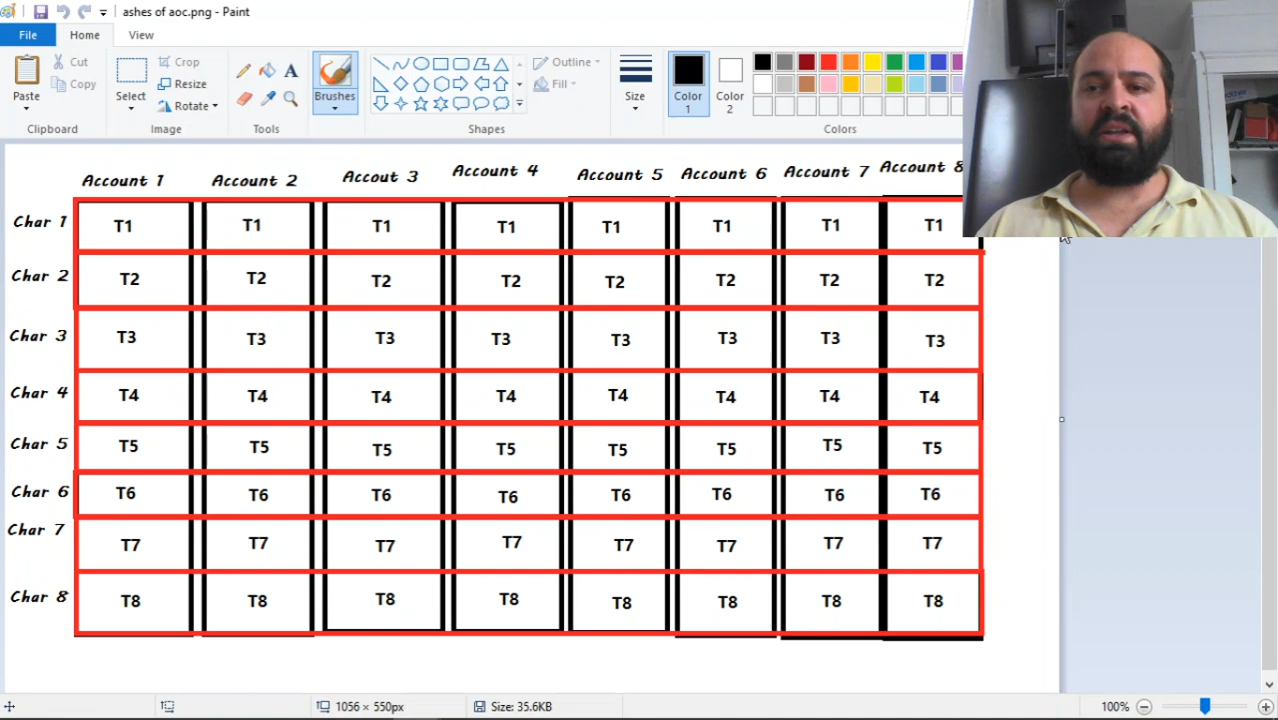 ashes of aoc.png - Paint
File Home View
Paste Cut Copy
Select Crop Resize Rotate
Brushes
Outline
Fill
Size
Color 1
Color 2
Clipboard Image Tools Shapes Colors
Account 1 Account 2 Accout 3 Account 4 Account 5 Account 6 Account 7 Account 8
Char 1 T1 T1 T1 T1 T1 T1 T1 T1
Char 2 T2 T2 T2 T2 T2 T2 T2 T2
Char 3 T3 T3 T3 T3 T3 T3 T3 T3
Char 4 T4 T4 T4 T4 T4 T4 T4 T4
Char 5 T5 T5 T5 T5 T5 T5 T5 T5
Char 6 T6 T6 T6 T6 T6 T6 T6 T6
Char 7 T7 T7 T7 T7 T7 T7 T7 T7
Char 8 T8 T8 T8 T8 T8 T8 T8 T8
1056 × 550px Size: 35.6KB 100%